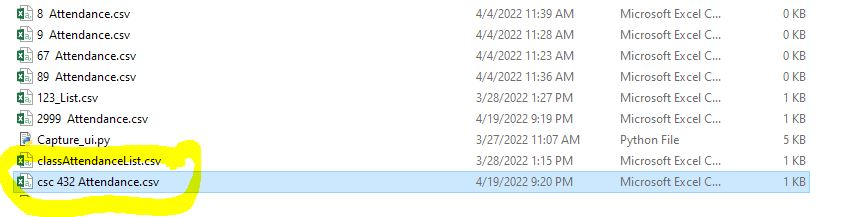 8 Attendance.csv 4/4/2022 11:39 AM Microsoft Excel C... 0 KB
9 Attendance.csv 4/4/2022 11:28 AM Microsoft Excel C... 0 KB
67 Attendance.csv 4/4/2022 11:23 AM Microsoft Excel C... 0 KB
89 Attendance.csv 4/4/2022 11:36 AM Microsoft Excel C... 0 KB
123_List.csv 3/28/2022 1:27 PM Microsoft Excel C... 1 KB
2999 Attendance.csv 4/19/2022 9:19 PM Microsoft Excel C... 1 KB
Capture_ui.py 3/27/2022 11:07 AM Python File 5 KB
classAttendanceList.csv 3/28/2022 1:15 PM Microsoft Excel C... 1 KB
csc 432 Attendance.csv 4/19/2022 9:20 PM Microsoft Excel C... 1 KB